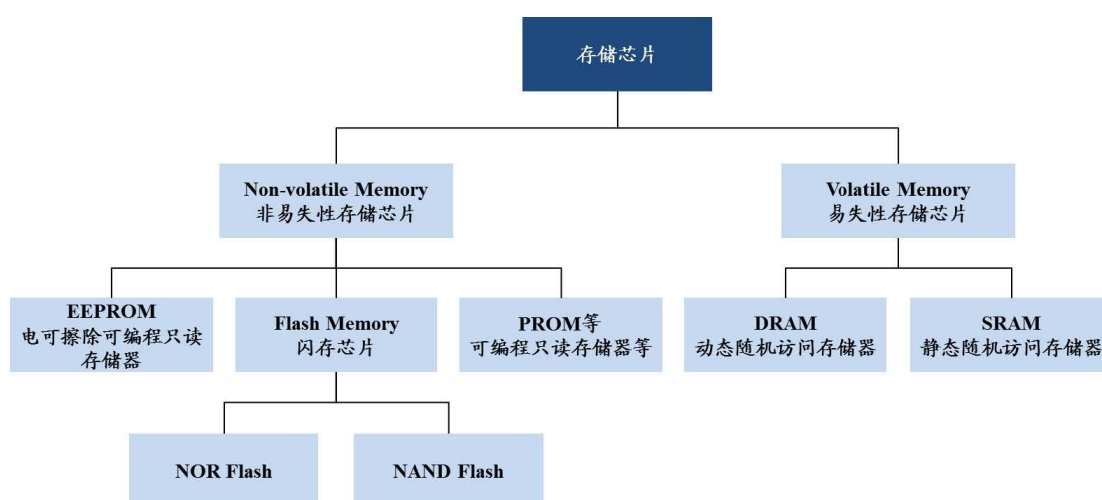 存储芯片
Non-volatile Memory
非易失性存储芯片
Volatile Memory
易失性存储芯片
EEPROM
电可擦除可编程只读
存储器
Flash Memory
闪存芯片
PROM等
可编程只读存储器等
DRAM
动态随机访问存储器
SRAM
静态随机访问存储器
NOR Flash
NAND Flash